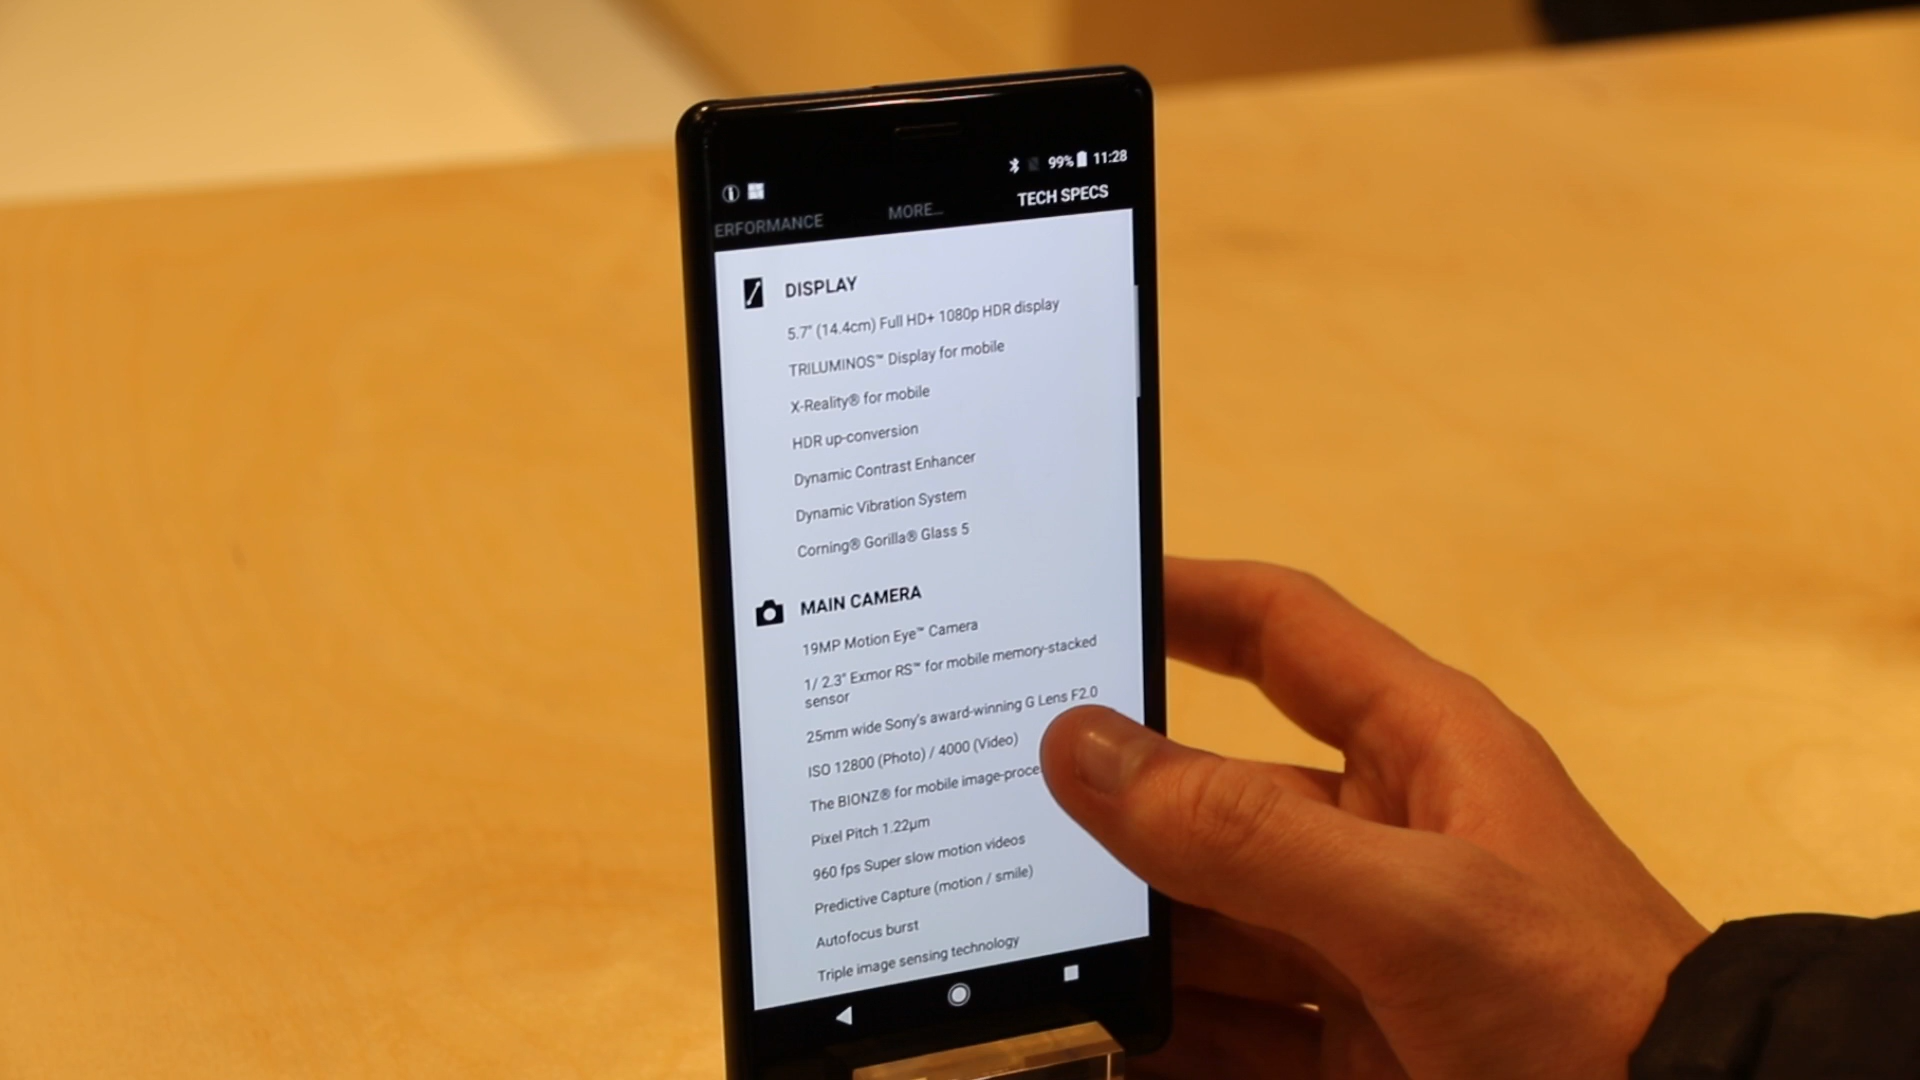 99% 11:28
ERFORMANCE MORE... TECH SPECS
DISPLAY
5.7" (14.4cm) Full HD+ 1080p HDR display
TRILUMINOS™ Display for mobile
X-Reality® for mobile
HDR up-conversion
Dynamic Contrast Enhancer
Dynamic Vibration System
Corning® Gorilla® Glass 5
MAIN CAMERA
19MP Motion Eye™ Camera
1/ 2.3" Exmor RS™ for mobile memory-stacked
sensor
25mm wide Sony's award-winning G Lens F2.0
ISO 12800 (Photo) / 4000 (Video)
The BIONZ® for mobile image-proce
Pixel Pitch 1.22µm
960 fps Super slow motion videos
Predictive Capture (motion / smile)
Autofocus burst
Triple image sensing technology